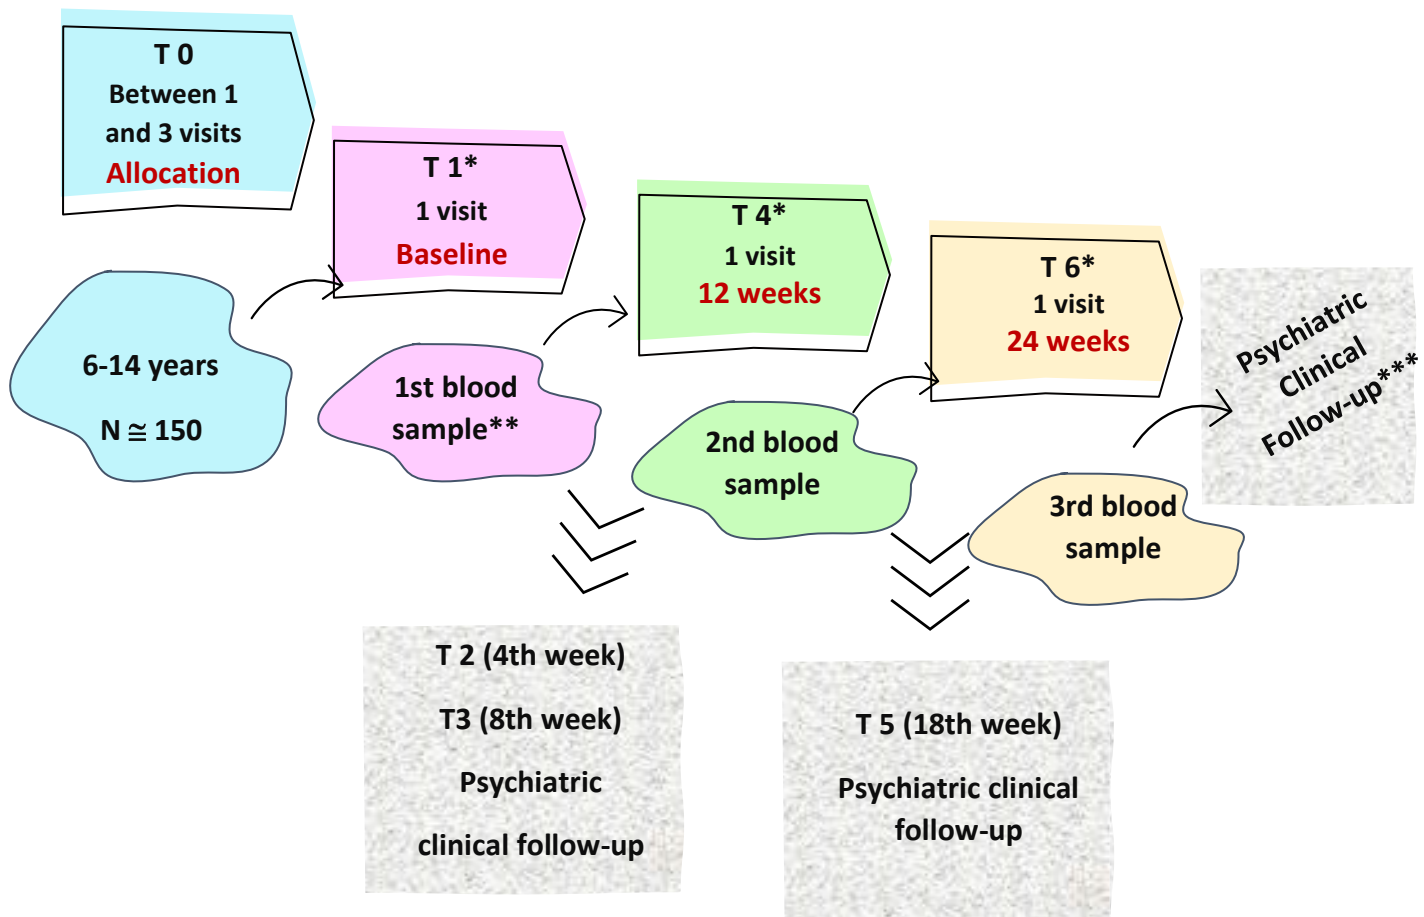 T 0
Between 1
and 3 visits
Allocation
6-14 years
N ≅ 150
T 1*
1 visit
Baseline
1st blood
sample**
T 4*
1 visit
12 weeks
2nd blood
sample
T 6*
1 visit
24 weeks
3rd blood
sample
Psychiatric
Clinical
Follow-up***
T 2 (4th week)
T3 (8th week)
Psychiatric
clinical follow-up
T 5 (18th week)
Psychiatric clinical
follow-up